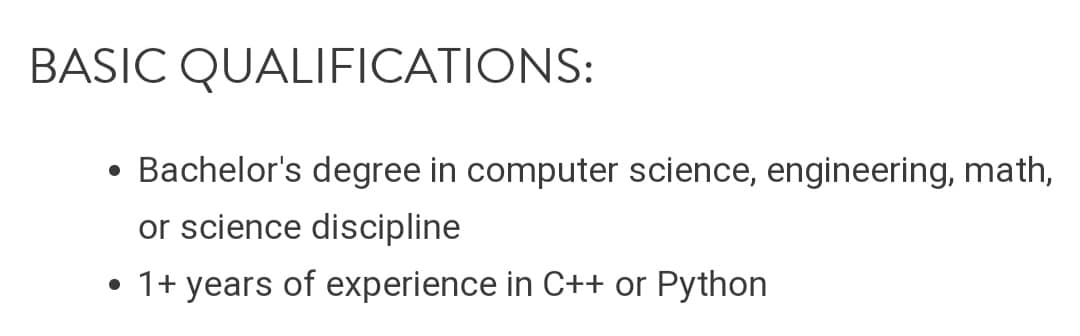 BASIC QUALIFICATIONS:
• Bachelor's degree in computer science, engineering, math,
or science discipline
• 1+ years of experience in C++ or Python